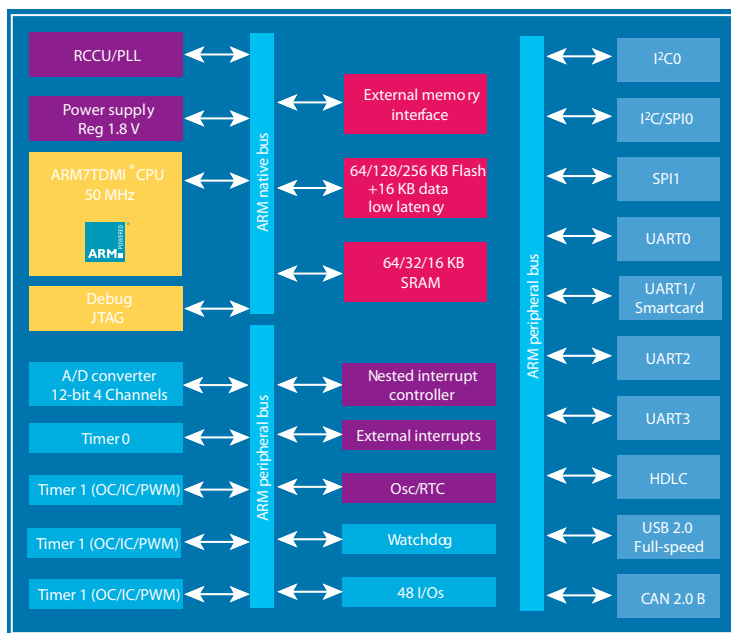 RCCU/PLL
Power supply
Reg 1.8 V
ARM7TDMI® CPU
50 MHz
ARM
POWERED
Debug
JTAG
ARM native bus
External memory
interface
64/128/256 KB Flash
+16 KB data
low latency
64/32/16 KB
SRAM
A/D converter
12-bit 4 Channels
Timer 0
Timer 1 (OC/IC/PWM)
Timer 1 (OC/IC/PWM)
Timer 1 (OC/IC/PWM)
ARM peripheral bus
Nested interrupt
controller
External interrupts
Osc/RTC
Watchdog
48 I/Os
ARM peripheral bus
I²C0
I²C/SPI0
SPI1
UART0
UART1/
Smartcard
UART2
UART3
HDLC
USB 2.0
Full-speed
CAN 2.0 B